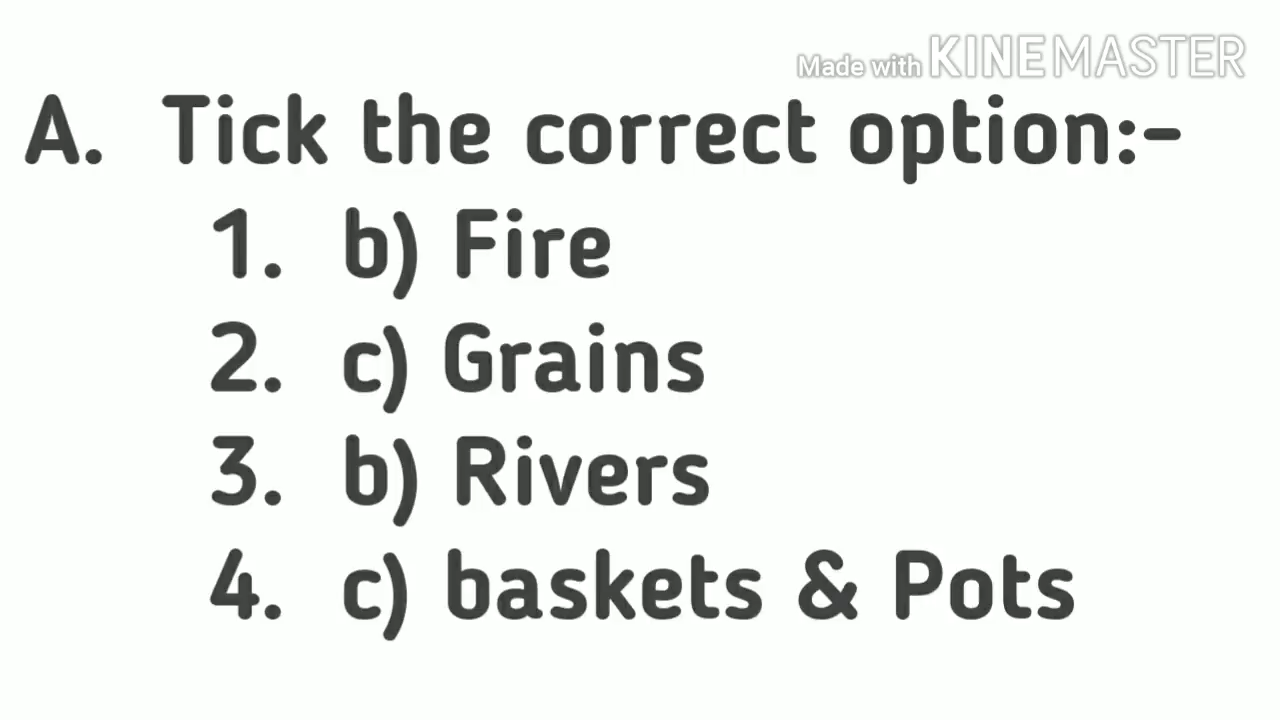 Made with KINEMASTER
A. Tick the correct option:-
1. b) Fire
2. c) Grains
3. b) Rivers
4. c) baskets & Pots